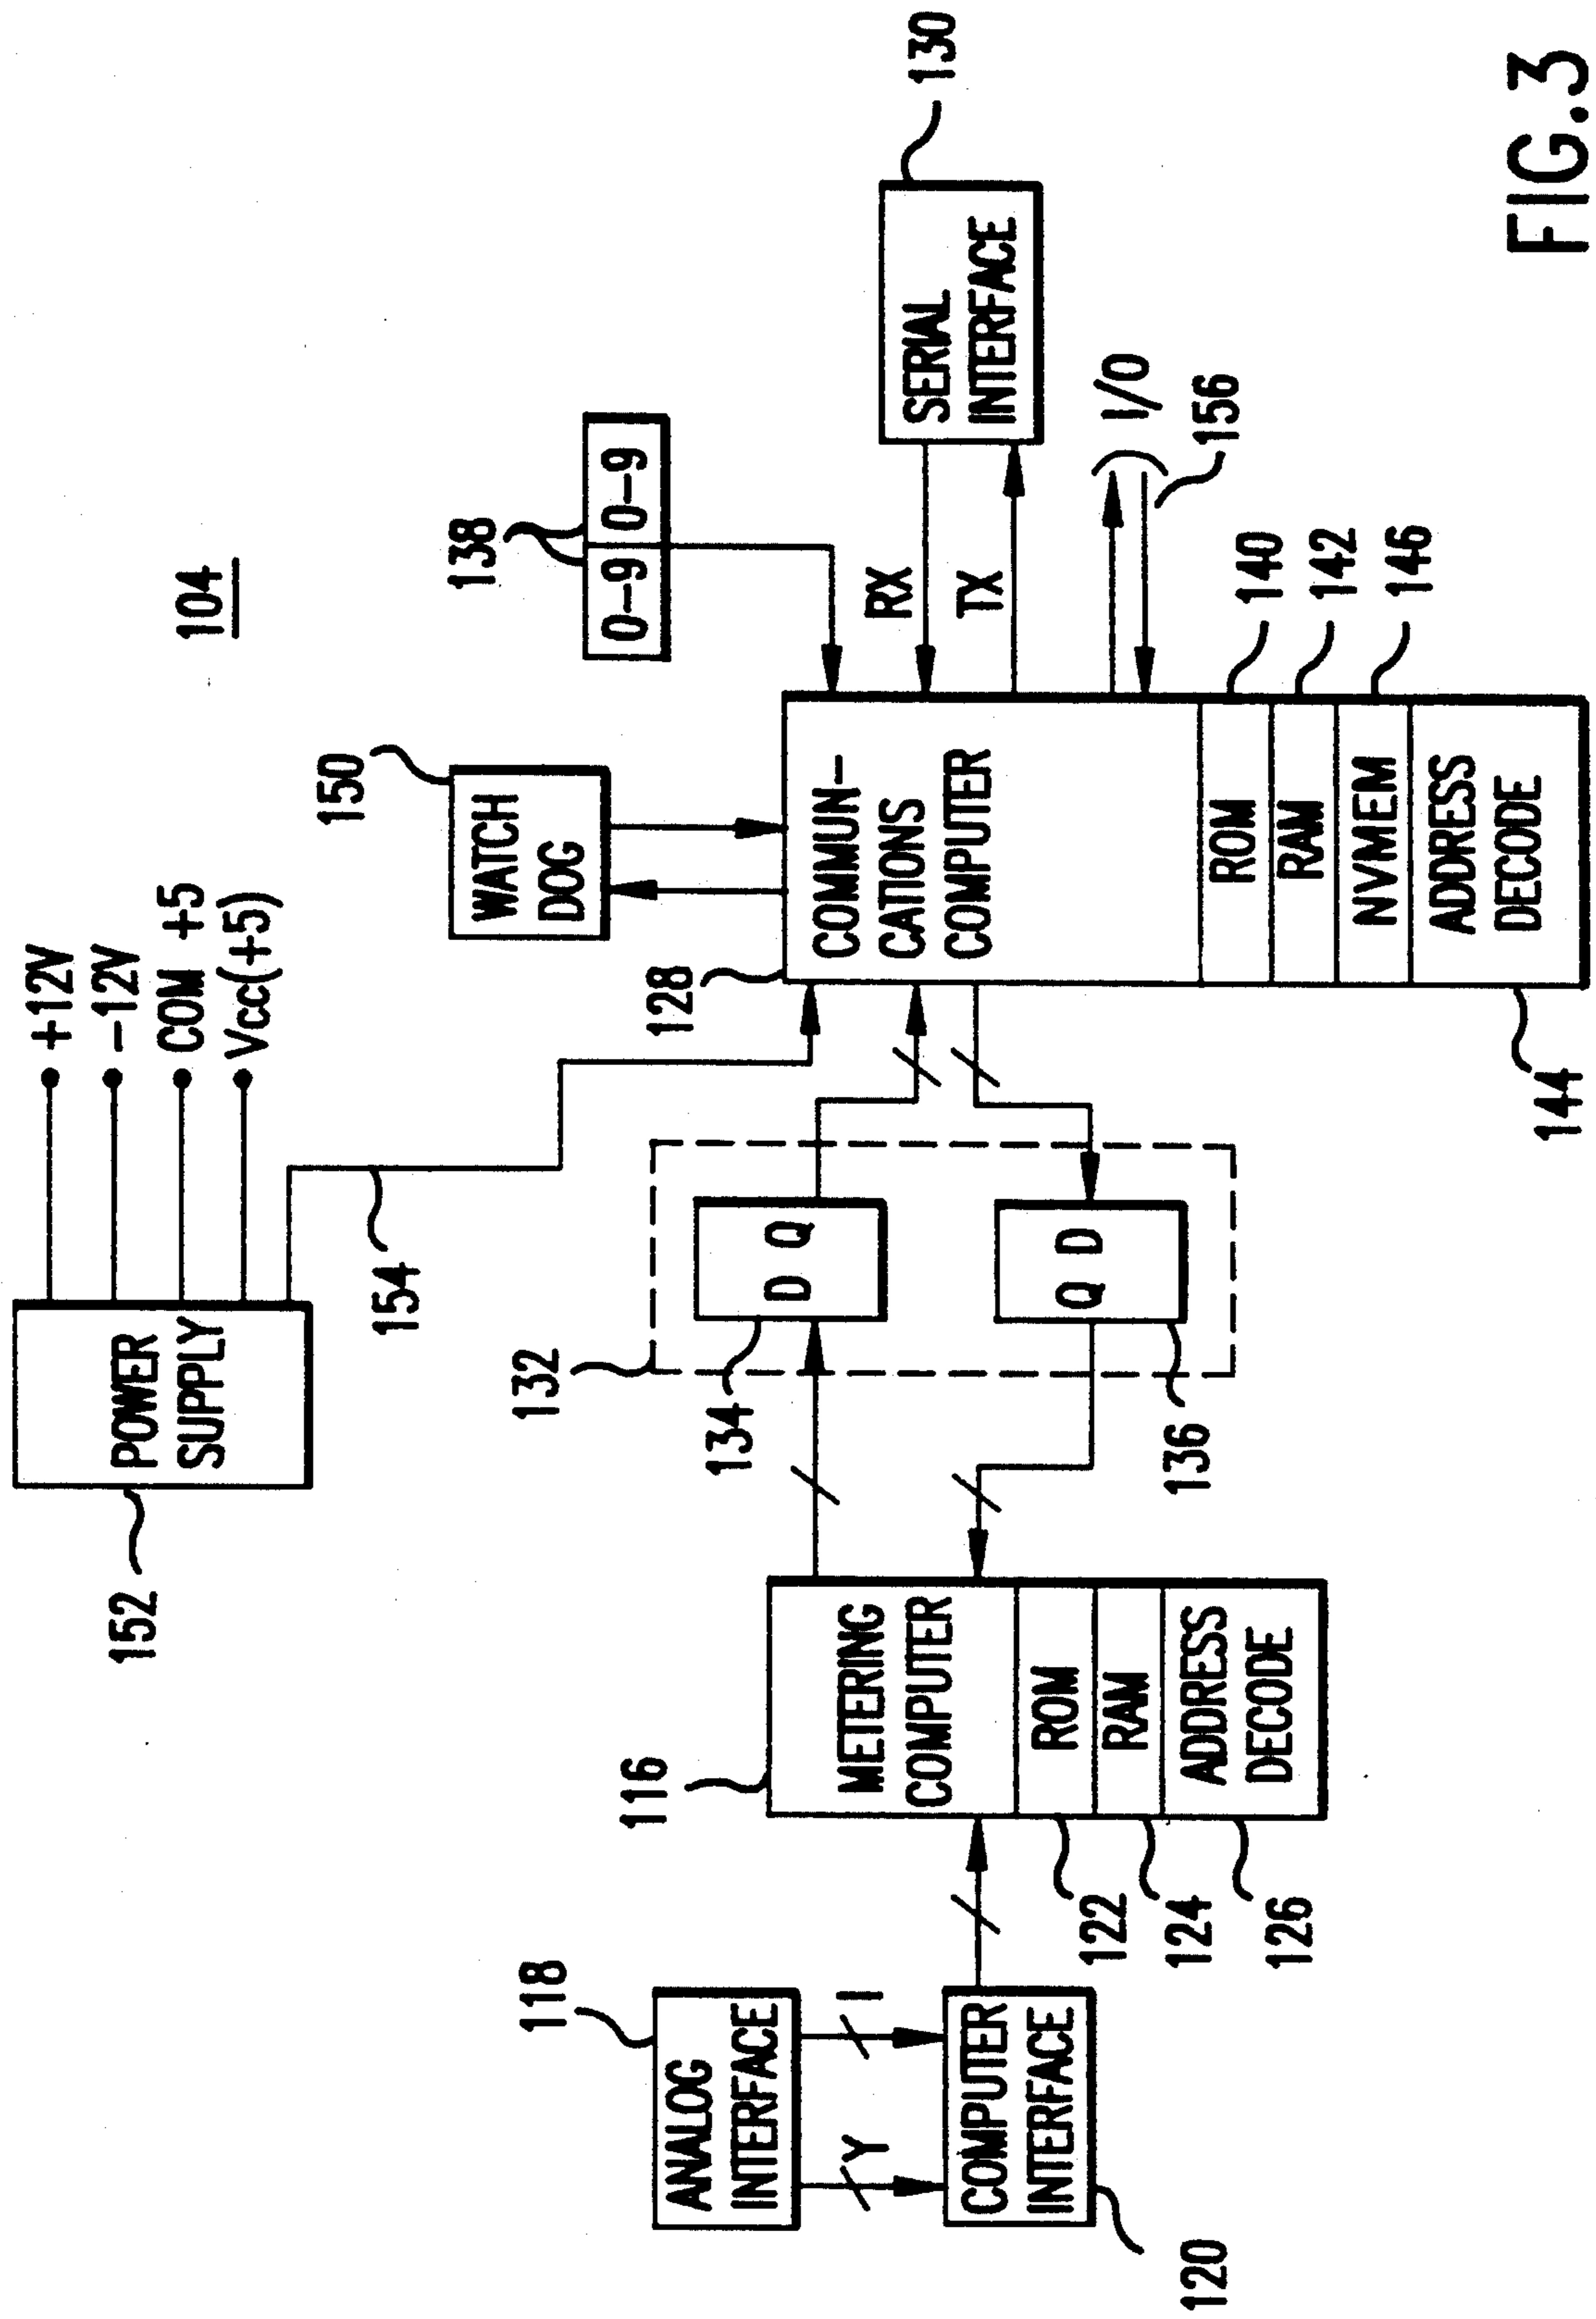 104
+12V
-12V
COM +5
Vcc(+5)
POWER
SUPPLY
152
154
150
WATCH
DOG
138
0-9 0-9
118
ANALOG
INTERFACE
Y
I
COMPUTER
INTERFACE
120
116
METERING
COMPUTER
ROM
RAM
ADDRESS
DECODE
122
124
126
132
134
D Q
Q D
136
128
COMMUN-
CATIONS
COMPUTER
ROM
RAM
NVMEM
ADDRESS
DECODE
140
142
146
144
RX
TX
SERIAL
INTERFACE
130
I/O
156
FIG.3